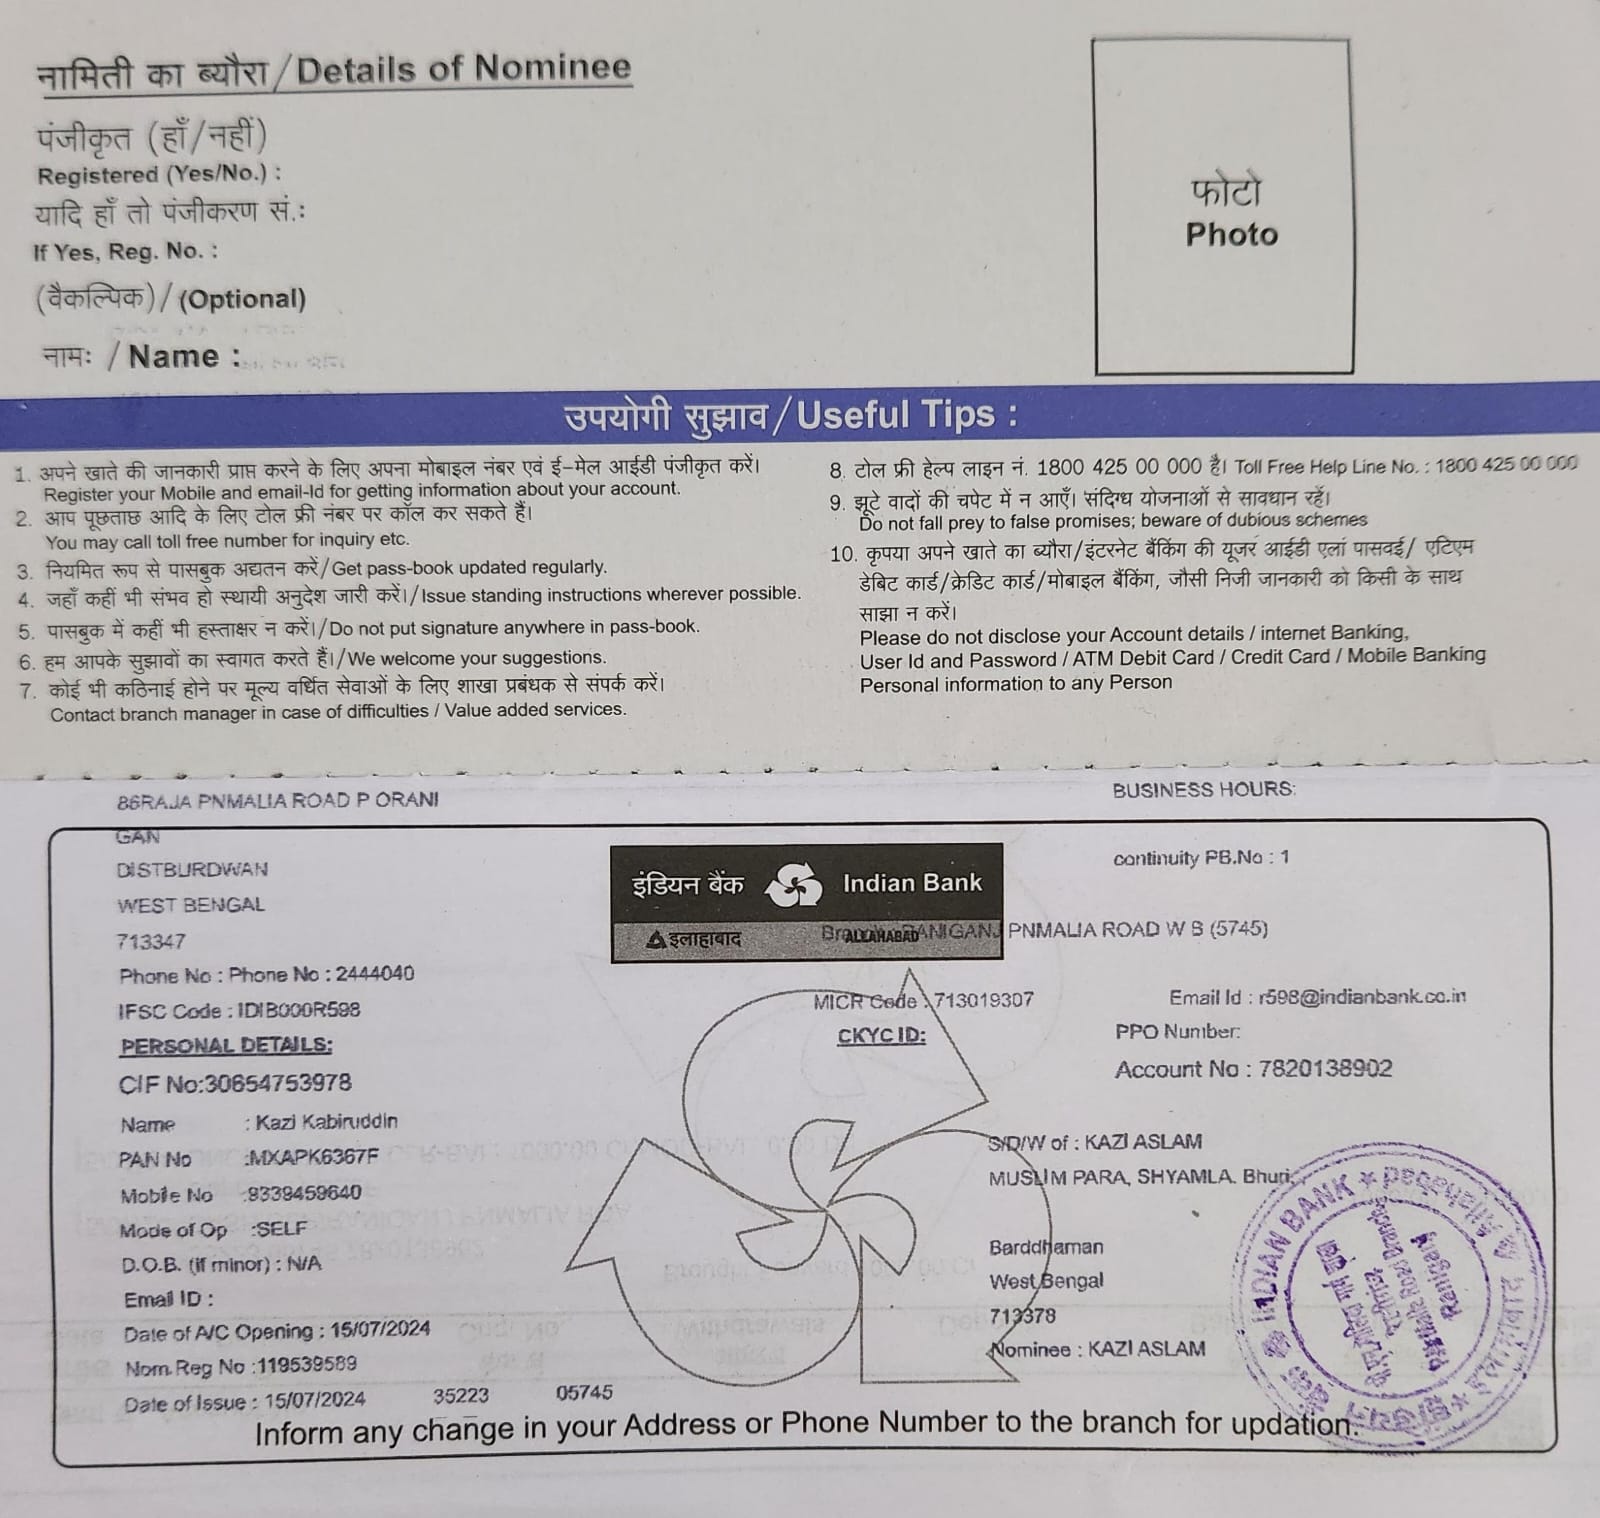 नामिती का ब्यौरा/Details of Nominee
पंजीकृत (हाँ/नहीं)
Registered (Yes/No.) :
यादि हाँ तो पंजीकरण सं.:
If Yes, Reg. No. :
(वैकल्पिक)/(Optional)
नामः / Name :
फोटो
Photo
उपयोगी सुझाव/Useful Tips :
1. अपने खाते की जानकारी प्राप्त करने के लिए अपना मोबाइल नंबर एवं ई-मेल आईडी पंजीकृत करें।
Register your Mobile and email-Id for getting information about your account.
2. आप पूछताछ आदि के लिए टोल फ्री नंबर पर कॉल कर सकते हैं।
You may call toll free number for inquiry etc.
3. नियमित रूप से पासबुक अद्यतन करें/Get pass-book updated regularly.
4. जहाँ कहीं भी संभव हो स्थायी अनुदेश जारी करें।/Issue standing instructions wherever possible.
5. पासबुक में कहीं भी हस्ताक्षर न करें।/Do not put signature anywhere in pass-book.
6. हम आपके सुझावों का स्वागत करते हैं।/We welcome your suggestions.
7. कोई भी कठिनाई होने पर मूल्य वर्धित सेवाओं के लिए शाखा प्रबंधक से संपर्क करें।
Contact branch manager in case of difficulties / Value added services.
8. टोल फ्री हेल्प लाइन नं. 1800 425 00 000 है। Toll Free Help Line No. : 1800 425 00 000
9. झूटे वादों की चपेट में न आएँ। संदिग्ध योजनाओं से सावधान रहें।
Do not fall prey to false promises; beware of dubious schemes
10. कृपया अपने खाते का ब्यौरा/इंटरनेट बैंकिंग की यूजर आईडी एलां पासवई/ एटिएम
डेबिट कार्ड/क्रेडिट कार्ड/मोबाइल बैंकिंग, जौसी निजी जानकारी को किसी के साथ
साझा न करें।
Please do not disclose your Account details / internet Banking,
User Id and Password / ATM Debit Card / Credit Card / Mobile Banking
Personal information to any Person
86RAJA PNMALIA ROAD P ORANI
BUSINESS HOURS:
GAN
DISTBURDWAN
continuity PB.No : 1
इंडियन बैंक Indian Bank
इलाहाबाद ALLAHABAD
WEST BENGAL
Branch : RANIGANJ PNMALIA ROAD W B (5745)
713347
Phone No : Phone No : 2444040
MICR Code : 713019307
Email Id : r598@indianbank.co.in
IFSC Code : IDIB000R598
CKYC ID:
PPO Number:
PERSONAL DETAILS:
Account No : 7820138902
CIF No:30654753978
Name : Kazi Kabiruddin
S/D/W of : KAZI ASLAM
PAN No :MXAPK6367F
MUSLIM PARA, SHYAMLA, Bhuri,
Mobile No :9339459640
Mode of Op :SELF
Barddhaman
D.O.B. (if minor) : N/A
West Bengal
Email ID :
713378
Date of A/C Opening : 15/07/2024
Nominee : KAZI ASLAM
Nom.Reg No :119539589
Date of Issue : 15/07/2024 35223 05745
Inform any change in your Address or Phone Number to the branch for updation.
INDIAN BANK ★ Allahabad
इलाहाबाद
Raniganj